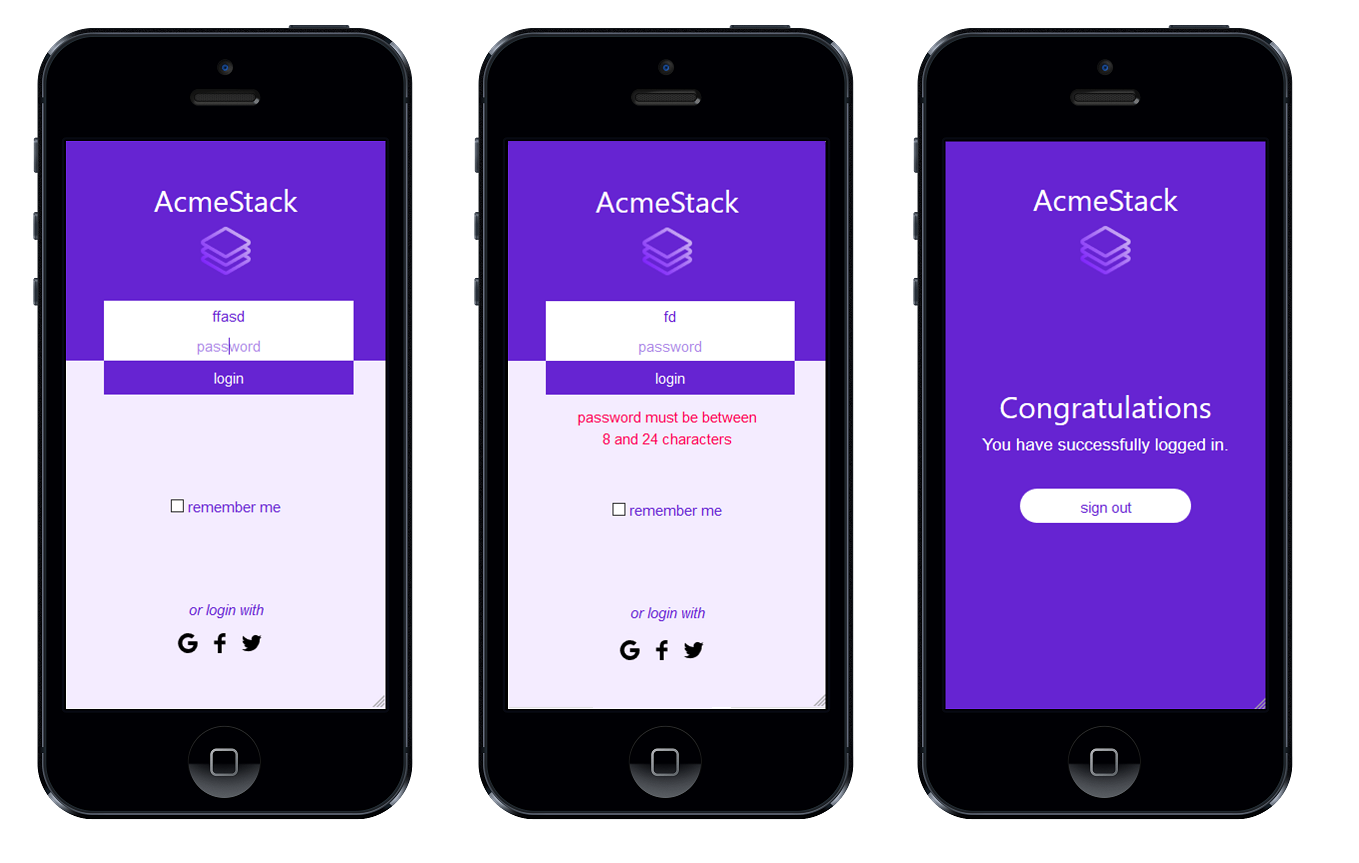 AcmeStack
ffasd
password
login
remember me
or login with
AcmeStack
fd
password
login
password must be between
8 and 24 characters
remember me
or login with
AcmeStack
Congratulations
You have successfully logged in.
sign out